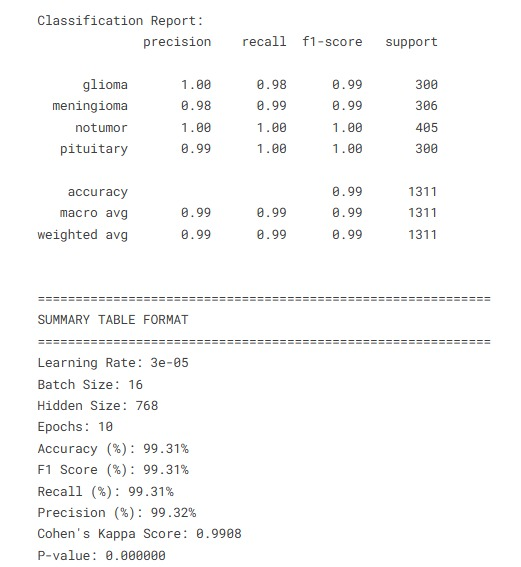 Classification Report:
              precision    recall  f1-score   support

      glioma       1.00      0.98      0.99       300
  meningioma       0.98      0.99      0.99       306
     notumor       1.00      1.00      1.00       405
   pituitary       0.99      1.00      1.00       300

    accuracy                           0.99      1311
   macro avg       0.99      0.99      0.99      1311
weighted avg       0.99      0.99      0.99      1311

============================================================
SUMMARY TABLE FORMAT
============================================================
Learning Rate: 3e-05
Batch Size: 16
Hidden Size: 768
Epochs: 10
Accuracy (%): 99.31%
F1 Score (%): 99.31%
Recall (%): 99.31%
Precision (%): 99.32%
Cohen's Kappa Score: 0.9908
P-value: 0.000000